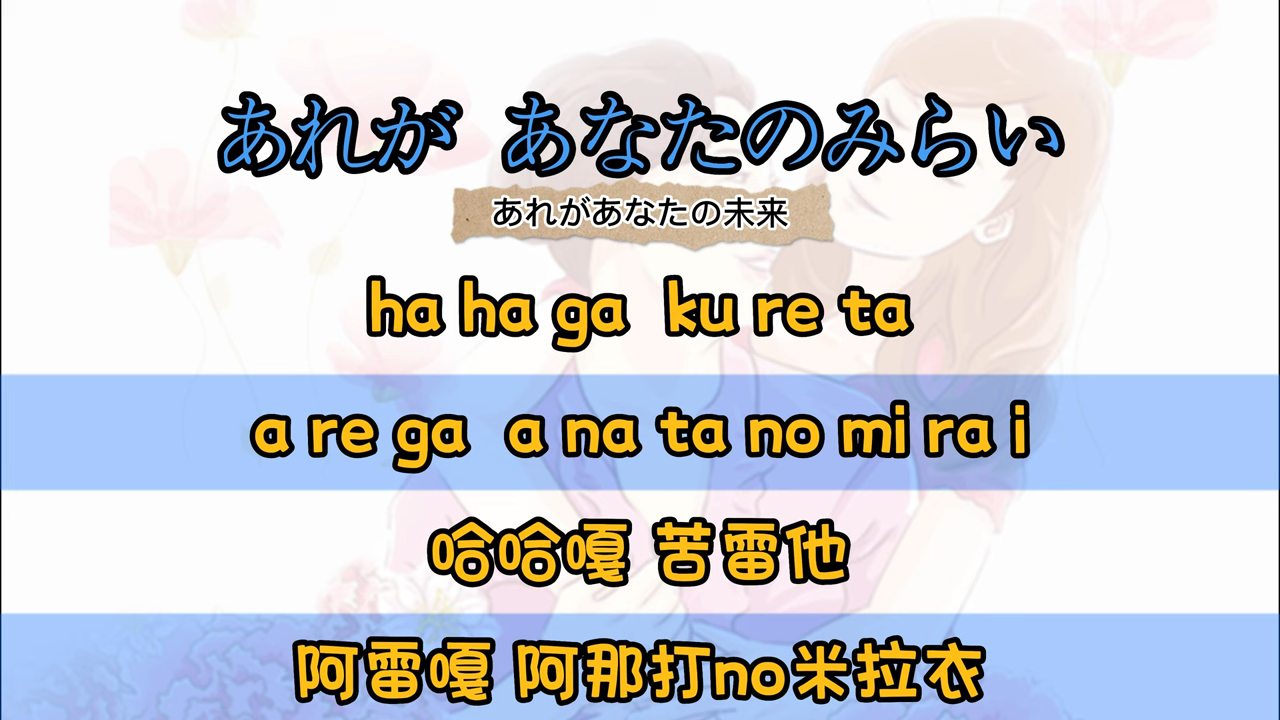 あれが あなたのみらい
あれがあなたの未来
ha ha ga ku re ta
a re ga a na ta no mi ra i
哈哈嘎 苦雷他
阿雷嘎 阿那打no米拉衣